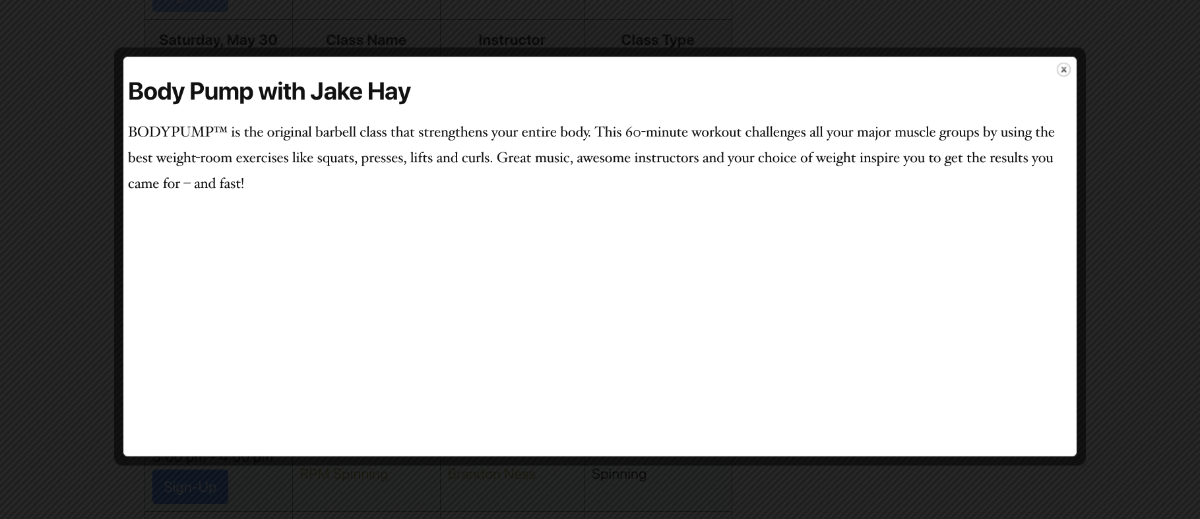 Saturday, May 30 Class Name Instructor Class Type
x
Body Pump with Jake Hay
BODYPUMP™ is the original barbell class that strengthens your entire body. This 60-minute workout challenges all your major muscle groups by using the
best weight-room exercises like squats, presses, lifts and curls. Great music, awesome instructors and your choice of weight inspire you to get the results you
came for – and fast!
RPM Spinning Brandon Ness Spinning
Sign-Up